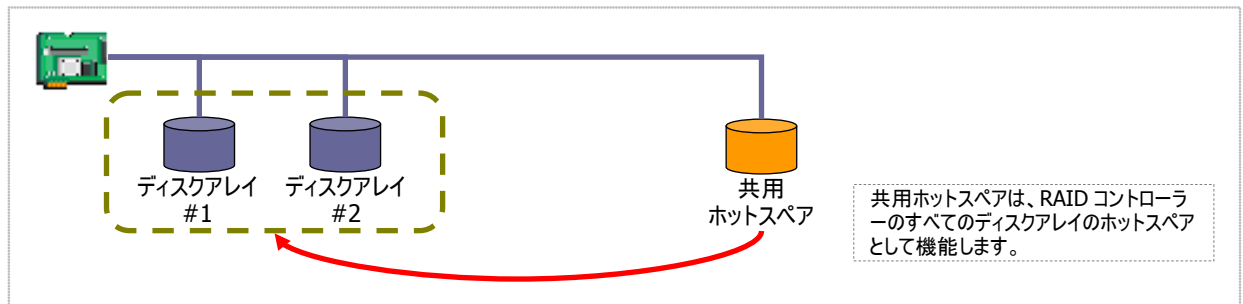 ディスクアレイ
#1
ディスクアレイ
#2
共用
ホットスペア
共用ホットスペアは、RAID コントローラ
ーのすべてのディスクアレイのホットスペア
として機能します。